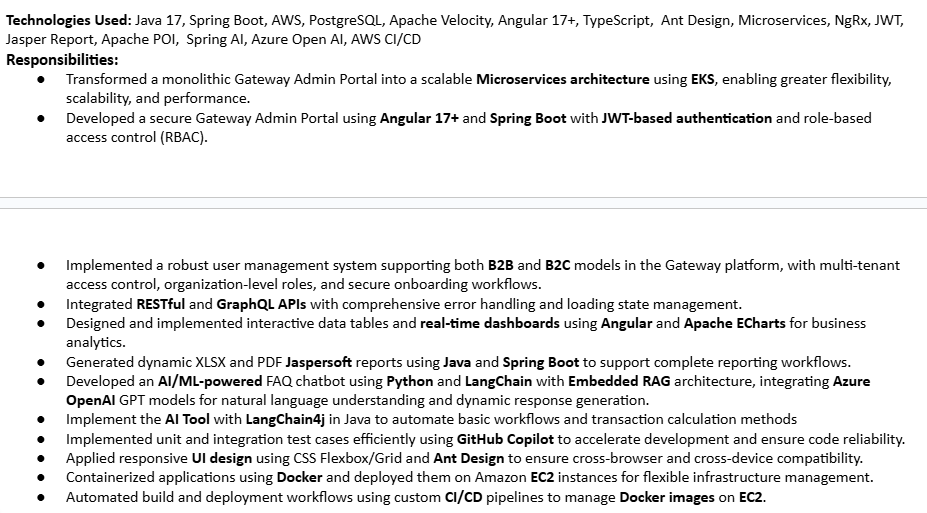 Technologies Used: Java 17, Spring Boot, AWS, PostgreSQL, Apache Velocity, Angular 17+, TypeScript, Ant Design, Microservices, NgRx, JWT,
Jasper Report, Apache POI, Spring AI, Azure Open AI, AWS CI/CD
Responsibilities:
● Transformed a monolithic Gateway Admin Portal into a scalable Microservices architecture using EKS, enabling greater flexibility,
scalability, and performance.
● Developed a secure Gateway Admin Portal using Angular 17+ and Spring Boot with JWT-based authentication and role-based
access control (RBAC).
● Implemented a robust user management system supporting both B2B and B2C models in the Gateway platform, with multi-tenant
access control, organization-level roles, and secure onboarding workflows.
● Integrated RESTful and GraphQL APIs with comprehensive error handling and loading state management.
● Designed and implemented interactive data tables and real-time dashboards using Angular and Apache ECharts for business
analytics.
● Generated dynamic XLSX and PDF Jaspersoft reports using Java and Spring Boot to support complete reporting workflows.
● Developed an AI/ML-powered FAQ chatbot using Python and LangChain with Embedded RAG architecture, integrating Azure
OpenAI GPT models for natural language understanding and dynamic response generation.
● Implement the AI Tool with LangChain4j in Java to automate basic workflows and transaction calculation methods
● Implemented unit and integration test cases efficiently using GitHub Copilot to accelerate development and ensure code reliability.
● Applied responsive UI design using CSS Flexbox/Grid and Ant Design to ensure cross-browser and cross-device compatibility.
● Containerized applications using Docker and deployed them on Amazon EC2 instances for flexible infrastructure management.
● Automated build and deployment workflows using custom CI/CD pipelines to manage Docker images on EC2.